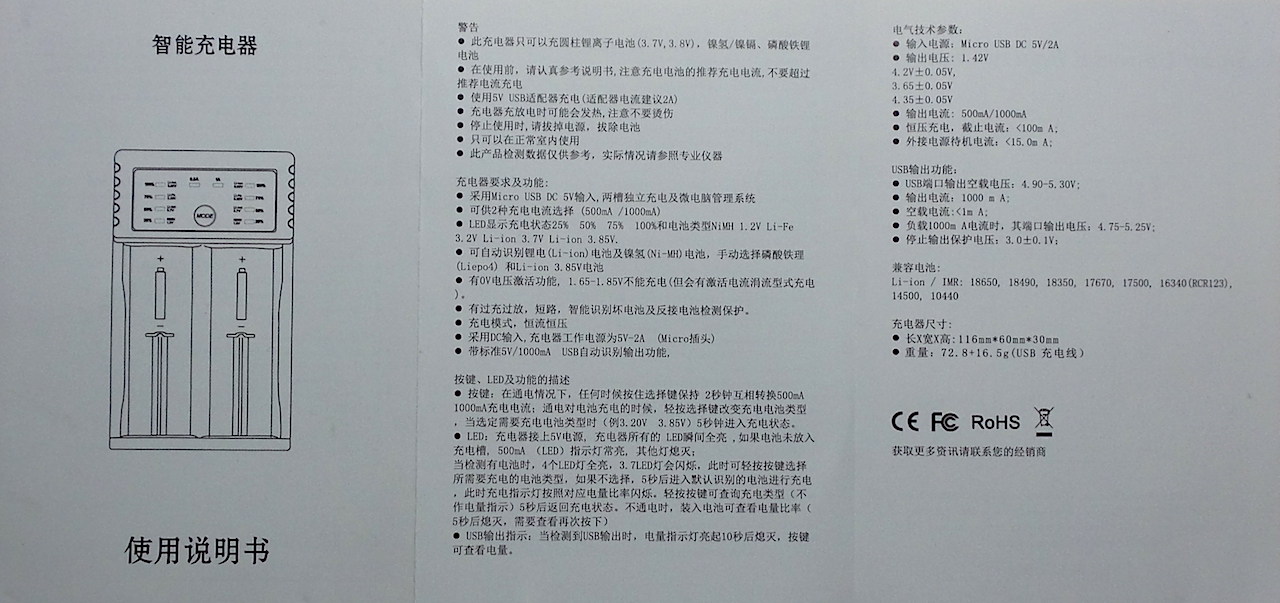 智能充电器
MODE
使用说明书
警告
● 此充电器只可以充圆柱锂离子电池(3.7V,3.8V), 镍氢/镍镉、磷酸铁锂
电池
● 在使用前, 请认真参考说明书,注意充电电池的推荐充电电流,不要超过
推荐电流充电
● 使用5V USB适配器充电(适配器电流建议2A)
● 充电器充放电时可能会发热,注意不要烫伤
● 停止使用时,请拔掉电源, 拔除电池
● 只可以在正常室内使用
● 此产品检测数据仅供参考, 实际情况请参照专业仪器
充电器要求及功能:
● 采用Micro USB DC 5V输入,两槽独立充电及微电脑管理系统
● 可供2种充电电流选择 (500mA /1000mA)
● LED显示充电状态25% 50% 75% 100%和电池类型NiMH 1.2V Li-Fe
3.2V Li-ion 3.7V Li-ion 3.85V.
● 可自动识别锂电(Li-ion)电池及镍氢(Ni-MH)电池, 手动选择磷酸铁理
(Liepo4) 和Li-ion 3.85V电池
● 有0V电压激活功能, 1.65-1.85V不能充电(但会有激活电流涓流型式充电
)。
● 有过充过放, 短路, 智能识别坏电池及反接电池检测保护。
● 充电模式, 恒流恒压
● 采用DC输入,充电器工作电源为5V-2A (Micro插头)
● 带标准5V/1000mA USB自动识别输出功能,
按键、LED及功能的描述
● 按键: 在通电情况下, 任何时候按住选择键保持 2秒钟互相转换500mA
1000mA充电电流; 通电对电池充电的时候, 轻按选择键改变充电电池类型
, 当选定需要充电电池类型时 (例3.20V 3.85V) 5秒钟进入充电状态。
● LED: 充电器接上5V电源, 充电器所有的 LED瞬间全亮 ,如果电池未放入
充电槽, 500mA (LED) 指示灯常亮, 其他灯熄灭;
当检测有电池时, 4个LED灯全亮, 3.7LED灯会闪烁, 此时可轻按按键选择
所需要充电的电池类型, 如果不选择, 5秒后进入默认识别的电池进行充电
, 此时充电指示灯按照对应电量比率闪烁。轻按按键可查询充电类型 (不
作电量指示) 5秒后返回充电状态。不通电时, 装入电池可查看电量比率 (
5秒后熄灭, 需要查看再次按下)
● USB输出指示: 当检测到USB输出时, 电量指示灯亮起10秒后熄灭, 按键
可查看电量。
电气技术参数:
● 输入电源: Micro USB DC 5V/2A
● 输出电压: 1.42V
4.2V±0.05V,
3.65±0.05V
4.35±0.05V
● 输出电流: 500mA/1000mA
● 恒压充电, 截止电流: <100m A;
● 外接电源待机电流: <15.0m A;
USB输出功能:
● USB端口输出空载电压: 4.90-5.30V;
● 输出电流: 1000 m A;
● 空载电流:<1m A;
● 负载1000m A电流时, 其端口输出电压: 4.75-5.25V;
● 停止输出保护电压: 3.0±0.1V;
兼容电池:
Li-ion / IMR: 18650, 18490, 18350, 17670, 17500, 16340(RCR123),
14500, 10440
充电器尺寸:
● 长X宽X高:116mm*60mm*30mm
● 重量: 72.8+16.5g(USB 充电线)
CE FC RoHS
获取更多资讯请联系您的经销商